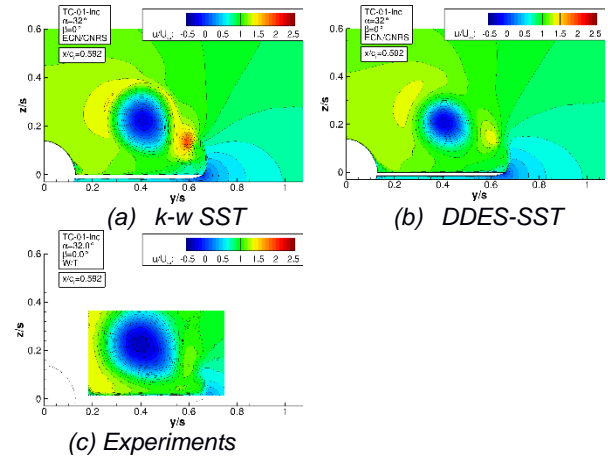 TC-01-Inc
α=32°
β=0°
ECN/CNRS
x/cᵣ=0.592
u/U∞: -0.5 0.5 1.0 1.5 2.0 2.5
z/s
0.6
0.4
0.2
0
0 0.2 0.4 0.6 0.8 1
y/s
(a) k-w SST
TC-01-Inc
α=32°
β=0°
ECN/CNRS
x/cᵣ=0.592
u/U∞: -0.5 0.5 1.0 1.5 2.0 2.5
z/s
0.6
0.4
0.2
0
0 0.2 0.4 0.6 0.8 1
y/s
(b) DDES-SST
TC-01-Inc
α=32.0°
β=0.0°
W/T
x/cᵣ=0.592
u/U∞: -0.5 0.5 1.0 1.5 2.0 2.5
z/s
0.6
0.4
0.2
0
0 0.2 0.4 0.6 0.8 1
y/s
(c) Experiments